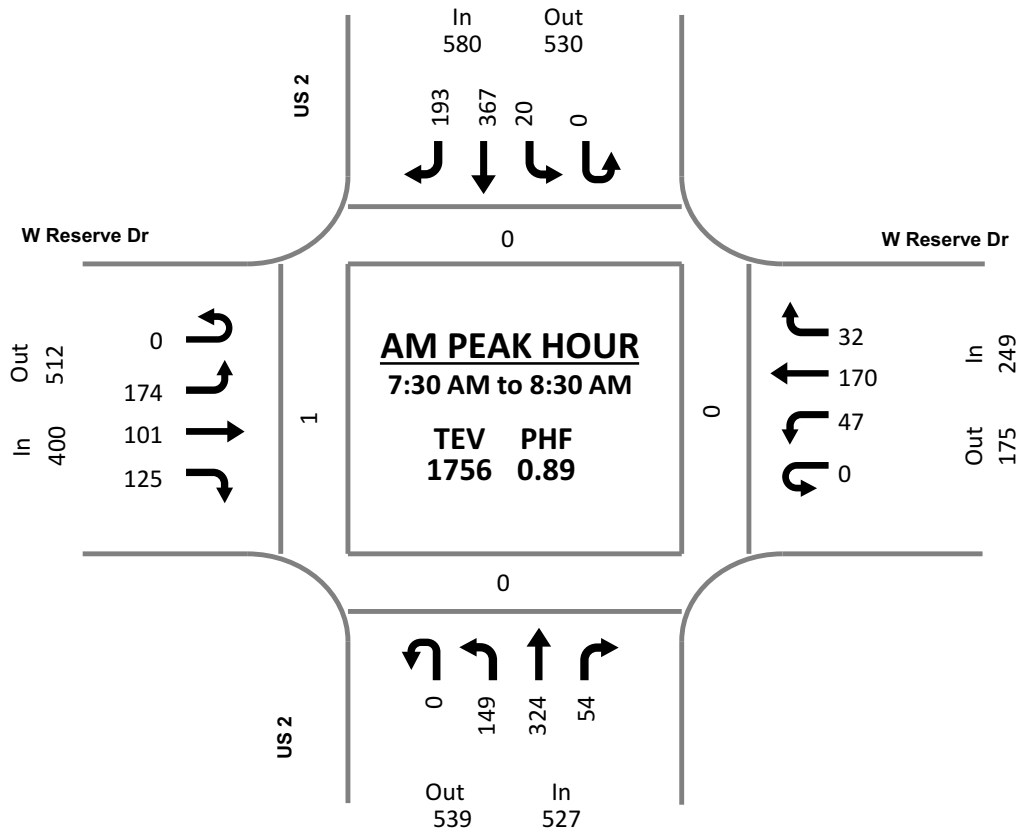 In Out
580 530
US 2
193 367 20 0
W Reserve Dr
0
W Reserve Dr
Out
512
In
400
0
174
101
125
1
AM PEAK HOUR
7:30 AM to 8:30 AM
TEV PHF
1756 0.89
0
32
170
47
0
In
249
Out
175
0
0 149 324 54
US 2
Out In
539 527